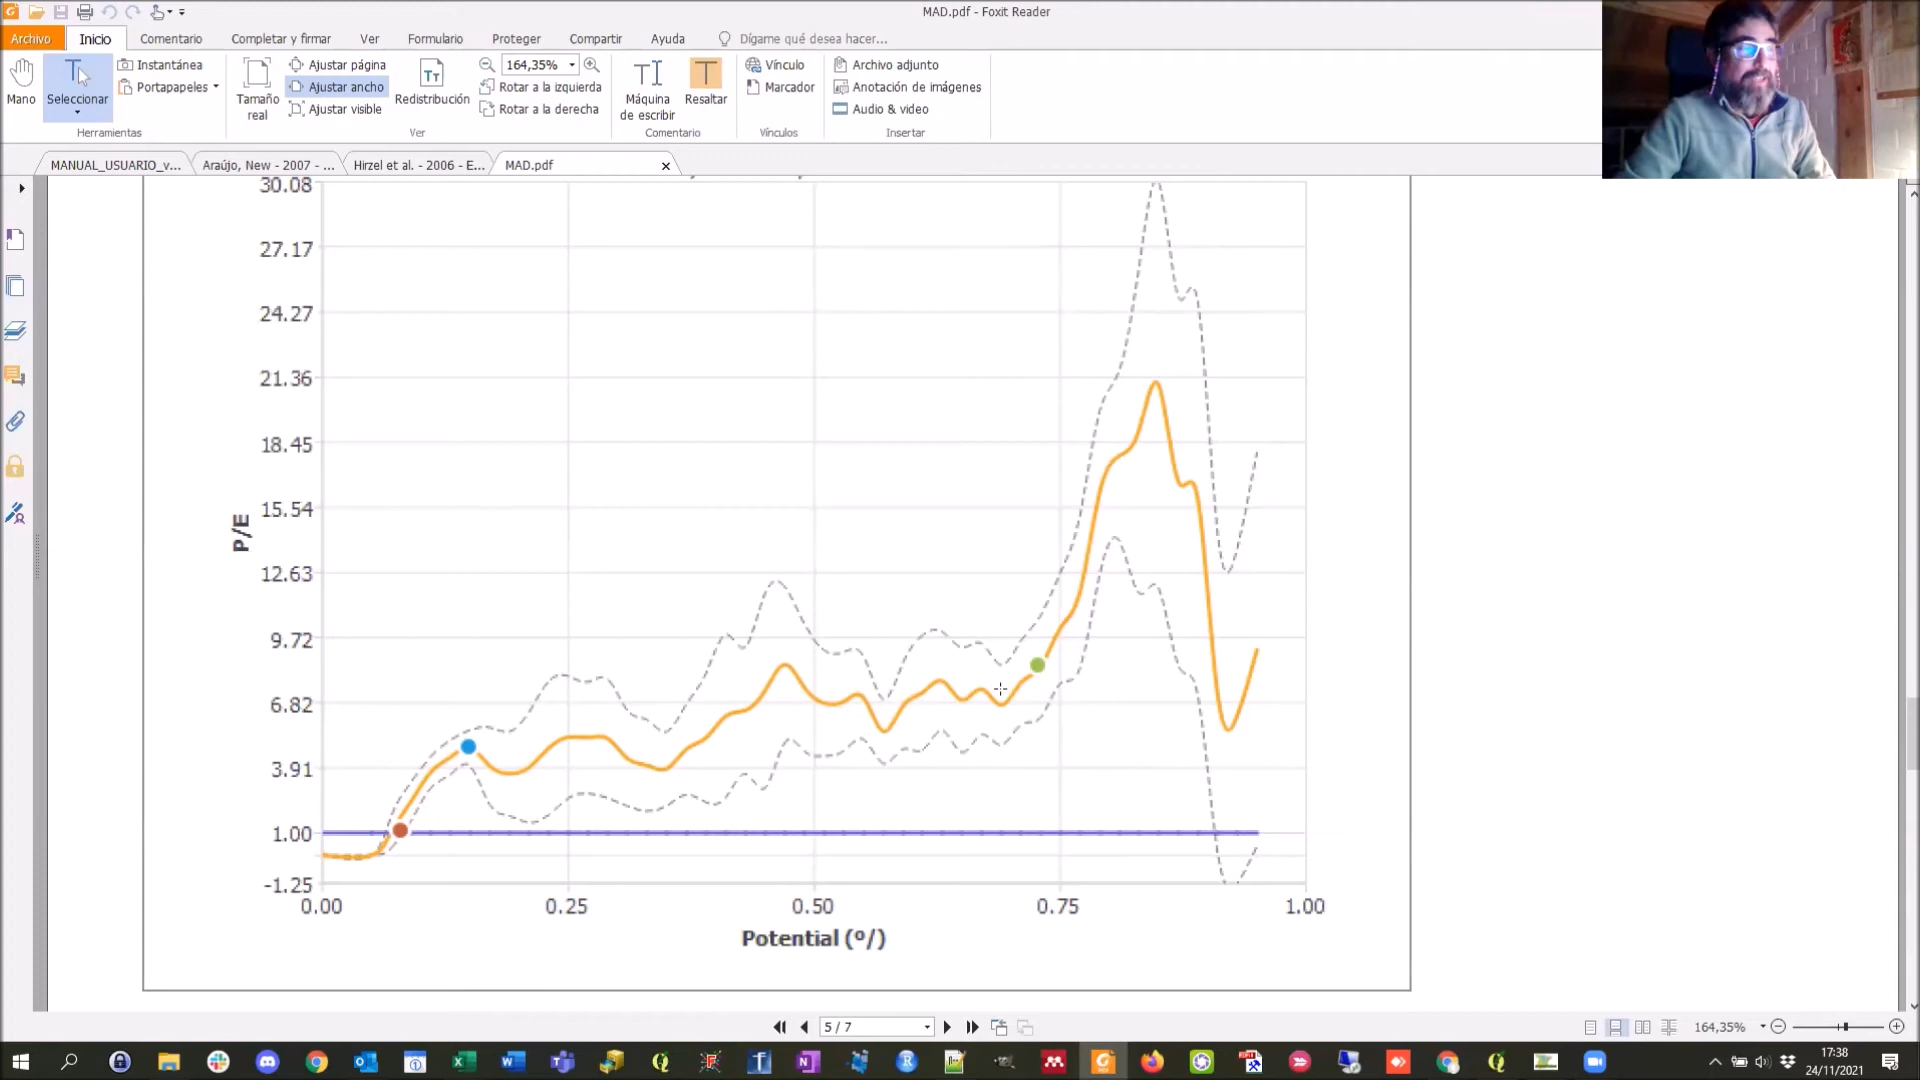 MAD.pdf - Foxit Reader
Archivo Inicio Comentario Completar y firmar Ver Formulario Proteger Compartir Ayuda Dígame qué desea hacer...
Mano
Seleccionar
Instantánea
Portapapeles
Herramientas
Tamaño
real
Ajustar página
Ajustar ancho
Ajustar visible
Redistribución
164,35%
Rotar a la izquierda
Rotar a la derecha
Ver
Máquina
de escribir
Resaltar
Comentario
Vínculo
Marcador
Vínculos
Archivo adjunto
Anotación de imágenes
Audio & video
Insertar
MANUAL_USUARIO_v... Araújo, New - 2007 - ... Hirzel et al. - 2006 - E... MAD.pdf
30.08
27.17
24.27
21.36
18.45
15.54
12.63
9.72
6.82
3.91
1.00
-1.25
P/E
0.00 0.25 0.50 0.75 1.00
Potential (º/)
5 / 7
164,35%
17:38
24/11/2021